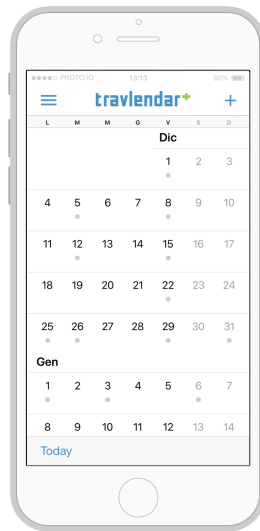 PROTO.IO 13:13 90%
travlendar+ +
L M M G V S D
Dic
1 2 3
4 5 6 7 8 9 10
11 12 13 14 15 16 17
18 19 20 21 22 23 24
25 26 27 28 29 30 31
Gen
1 2 3 4 5 6 7
8 9 10 11 12 13 14
Today